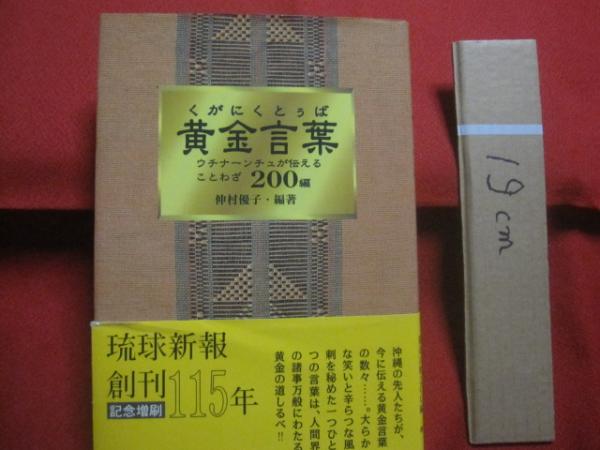 くがにくとぅば
黄金言葉
ウチナーンチュが伝える
ことわざ 200編
仲村優子・編著
琉球新報
創刊115年
記念増刷
沖縄の先人たちが、
今に伝える黄金言葉
の数々……。大らか
な笑いと辛らつな風
刺を秘めた一つひと
つの言葉は、人間界
の諸事万般にわたる
黄金の道しるべ!!
19cm